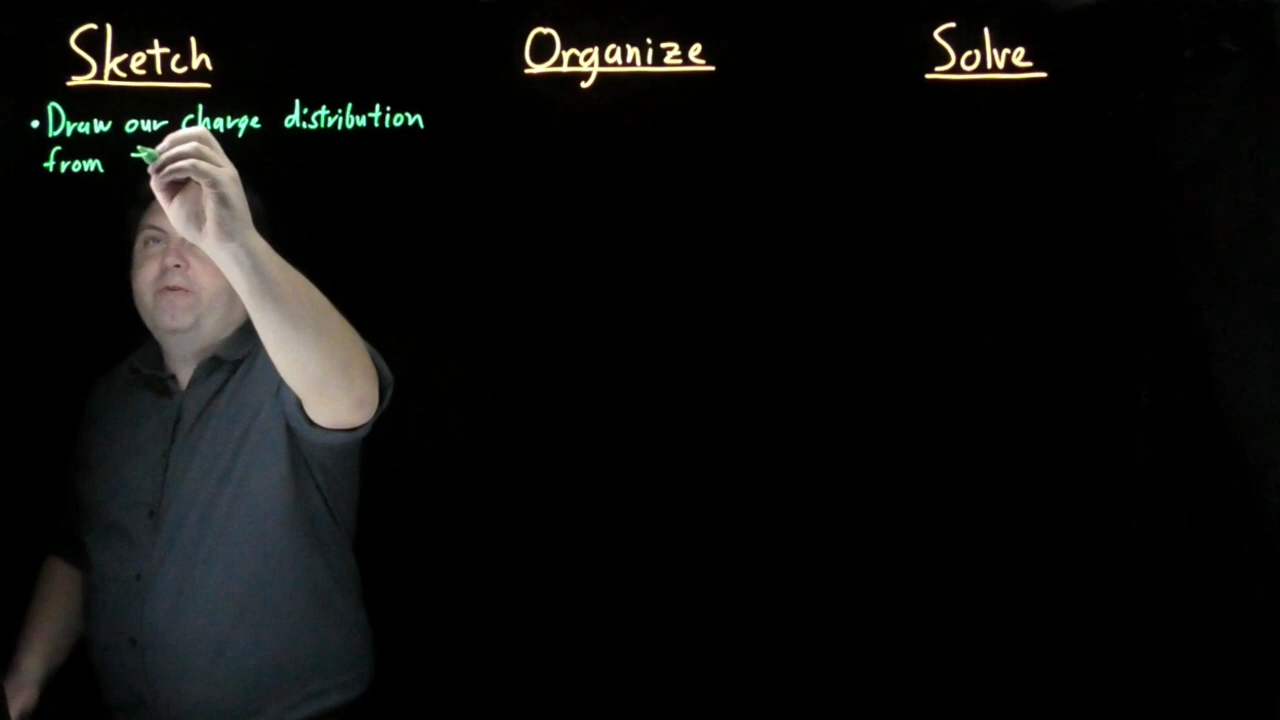 Sketch
Organize
Solve
• Draw our charge distribution
from